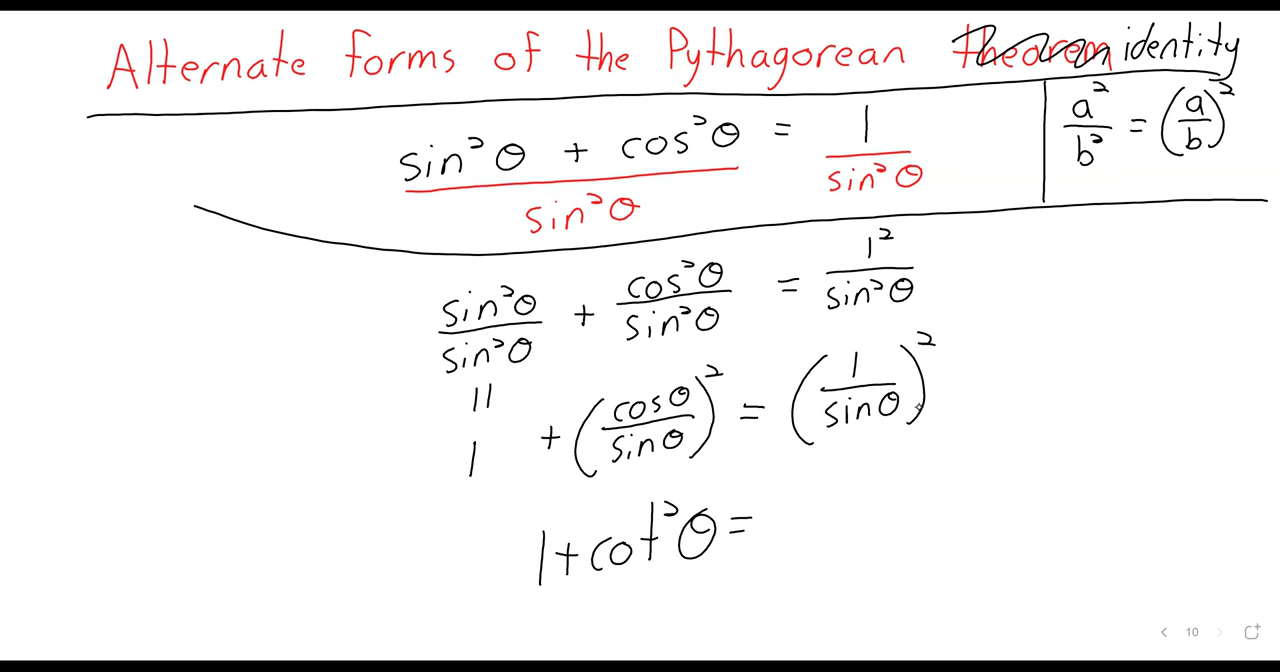 Alternate forms of the Pythagorean theorem identity
sin²θ + cos²θ = 1
sin²θ sin²θ
a²/b² = (a/b)²
sin²θ/sin²θ + cos²θ/sin²θ = 1²/sin²θ
11
1 + (cosθ/sinθ)² = (1/sinθ)²
1 + cot²θ =
10